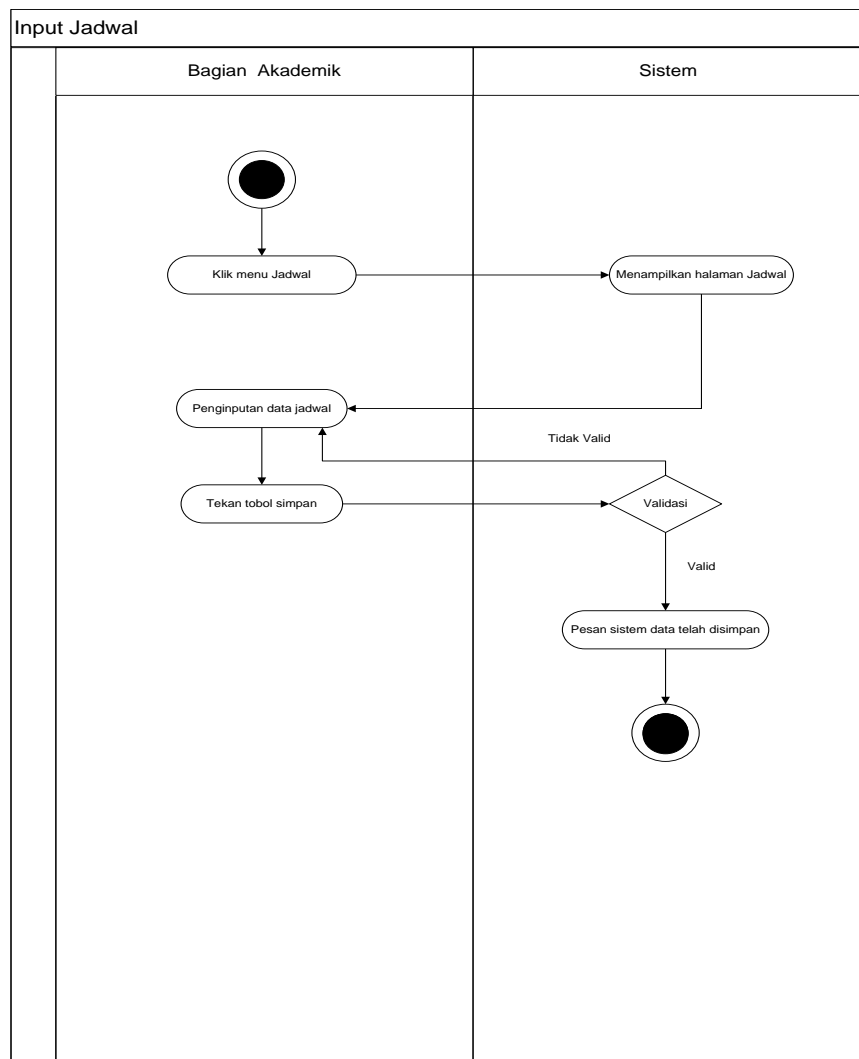 Input Jadwal
Bagian Akademik
Sistem
Klik menu Jadwal
Menampilkan halaman Jadwal
Penginputan data jadwal
Tidak Valid
Tekan tobol simpan
Validasi
Valid
Pesan sistem data telah disimpan